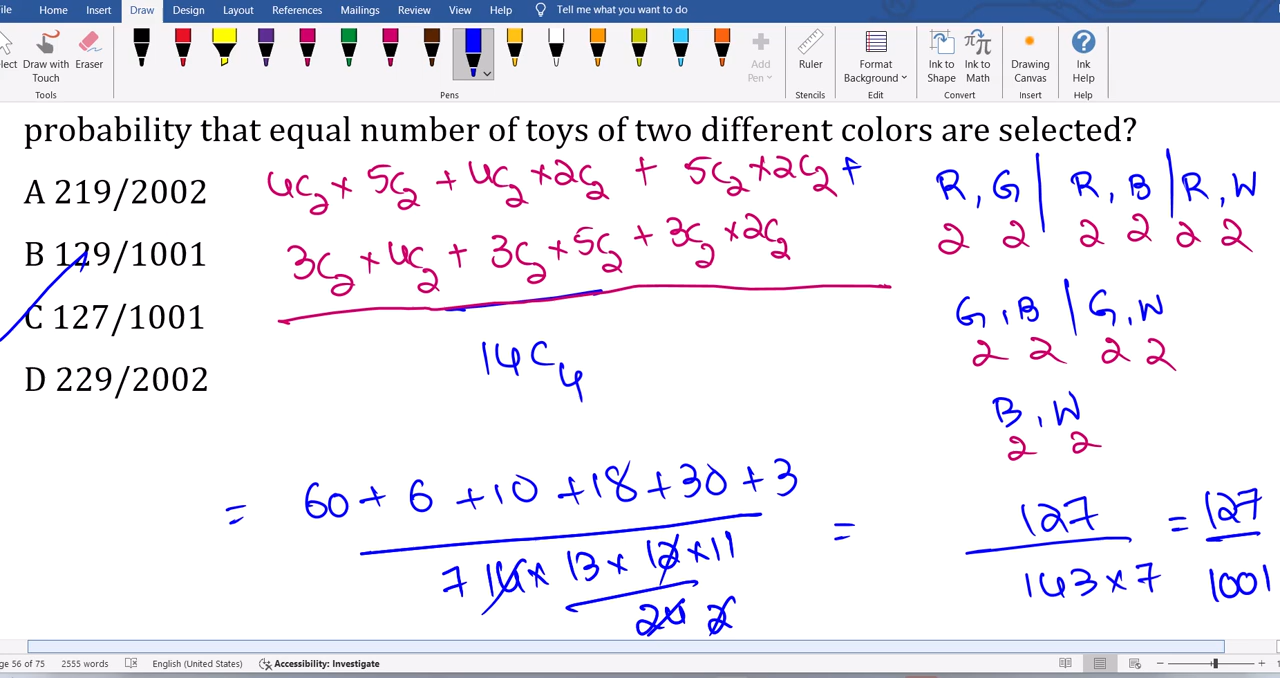 File Home Insert Draw Design Layout References Mailings Review View Help Tell me what you want to do
Select Draw with Touch Eraser Add Pen Ruler Format Background Ink to Shape Ink to Math Drawing Canvas Ink Help
Tools Pens Stencils Edit Convert Insert Help
probability that equal number of toys of two different colors are selected?
A 219/2002
B 129/1001
C 127/1001
D 229/2002
4C2 × 5C2 + 4C2 × 2C2 + 5C2 × 2C2 +
3C2 × 4C2 + 3C2 × 5C2 + 3C2 × 2C2
14C4
R, G | R, B | R, W
2 2 2 2 2 2
G, B | G, W
2 2 2 2
B, W
2 2
= 60 + 6 + 10 + 18 + 30 + 3
7 14 × 13 × 12 × 11
24 2
= 127
143 × 7
= 127
1001
Page 56 of 75 2555 words English (United States) Accessibility: Investigate